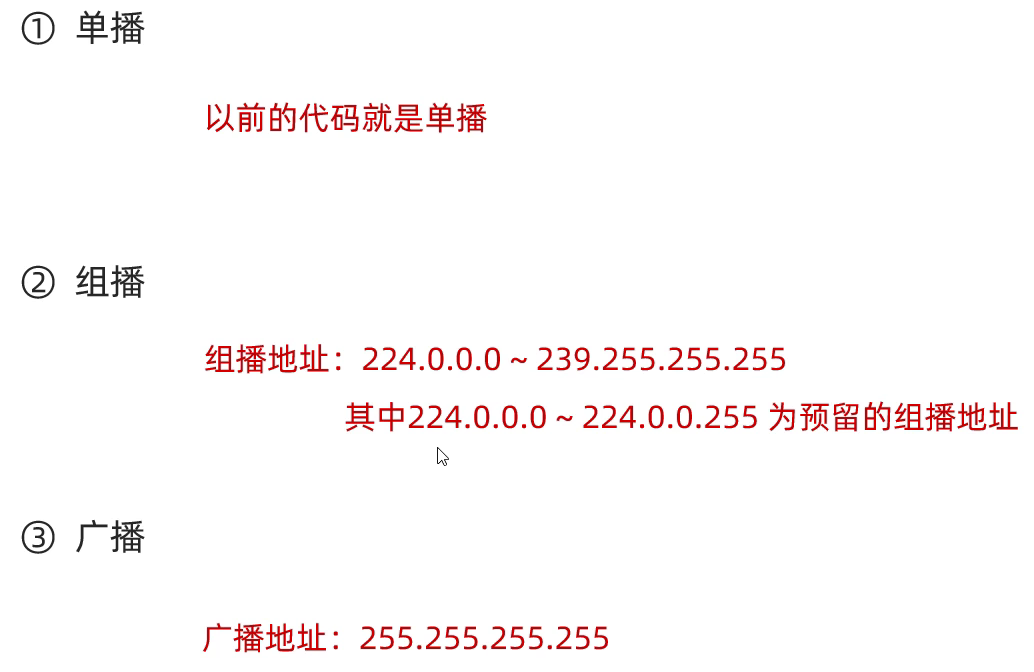 ① 单播
以前的代码就是单播
② 组播
组播地址：224.0.0.0 ~ 239.255.255.255
其中224.0.0.0 ~ 224.0.0.255 为预留的组播地址
③ 广播
广播地址：255.255.255.255